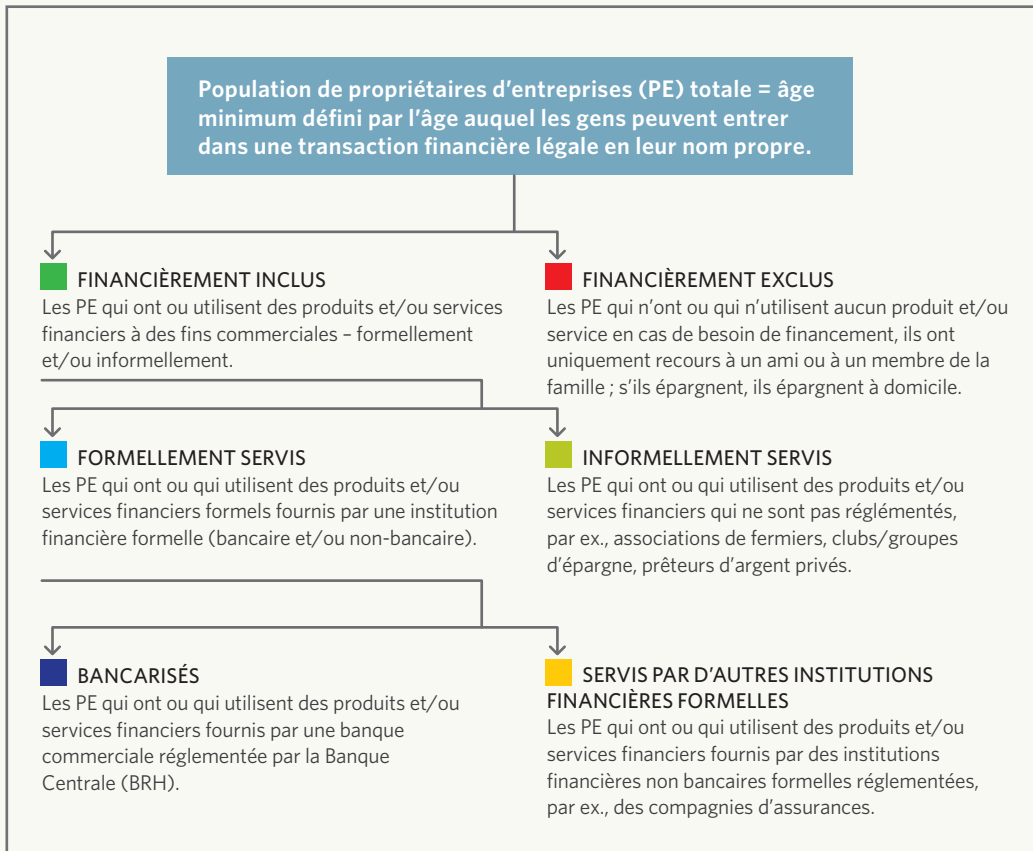 Population de propriétaires d'entreprises (PE) totale = âge
minimum défini par l'âge auquel les gens peuvent entrer
dans une transaction financière légale en leur nom propre.
FINANCIÈREMENT INCLUS
Les PE qui ont ou utilisent des produits et/ou services
financiers à des fins commerciales – formellement
et/ou informellement.
FINANCIÈREMENT EXCLUS
Les PE qui n'ont ou qui n'utilisent aucun produit et/ou
service en cas de besoin de financement, ils ont
uniquement recours à un ami ou à un membre de la
famille ; s'ils épargnent, ils épargnent à domicile.
FORMELLEMENT SERVIS
Les PE qui ont ou qui utilisent des produits et/ou
services financiers formels fournis par une institution
financière formelle (bancaire et/ou non-bancaire).
INFORMELLEMENT SERVIS
Les PE qui ont ou qui utilisent des produits et/ou
services financiers qui ne sont pas réglémentés,
par ex., associations de fermiers, clubs/groupes
d'épargne, prêteurs d'argent privés.
BANCARISÉS
Les PE qui ont ou qui utilisent des produits et/ou
services financiers fournis par une banque
commerciale réglementée par la Banque
Centrale (BRH).
SERVIS PAR D'AUTRES INSTITUTIONS
FINANCIÈRES FORMELLES
Les PE qui ont ou qui utilisent des produits et/ou
services financiers fournis par des institutions
financières non bancaires formelles réglementées,
par ex., des compagnies d'assurances.